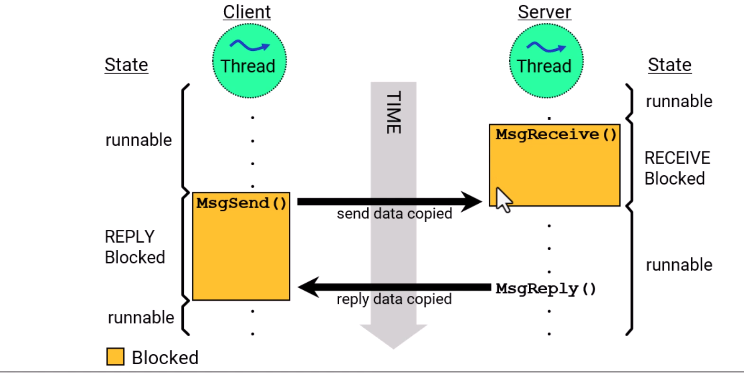 Client
Server
Thread
Thread
State
State
TIME
runnable
runnable
MsgReceive()
RECEIVE
Blocked
MsgSend()
send data copied
REPLY
Blocked
runnable
MsgReply()
reply data copied
runnable
Blocked